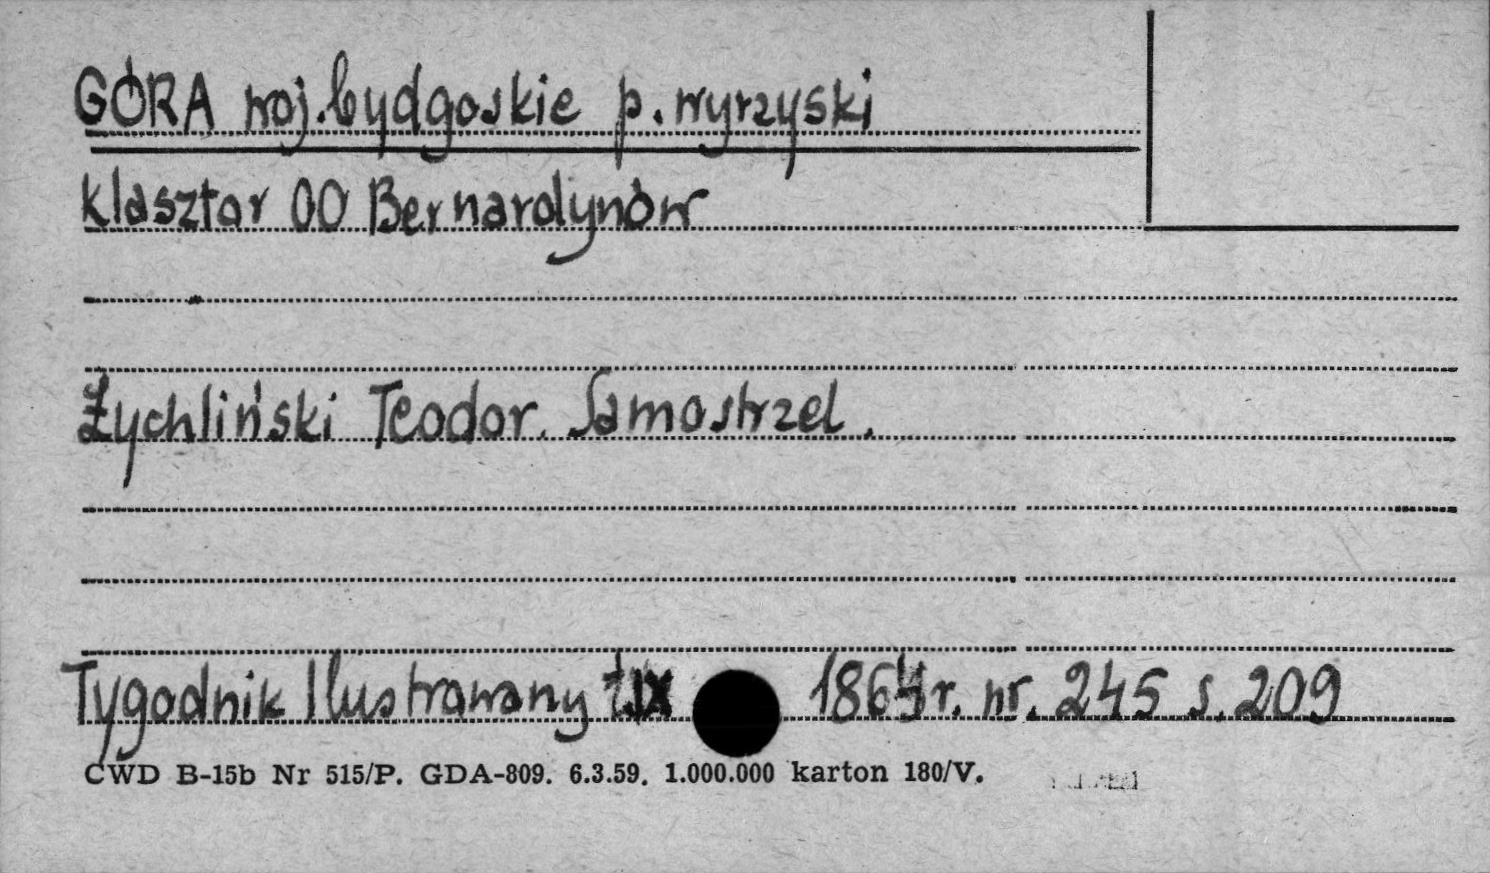 GÓRA woj. bydgoskie p. wyrzyski
klasztor OO Bernardynów
Żychliński Teodor. Samostrzel.
Tygodnik Ilustrowany t. IX 1864 r. nr. 245 s. 209
CWD B-15b Nr 515/P. GDA-809. 6.3.59. 1.000.000 karton 180/V.